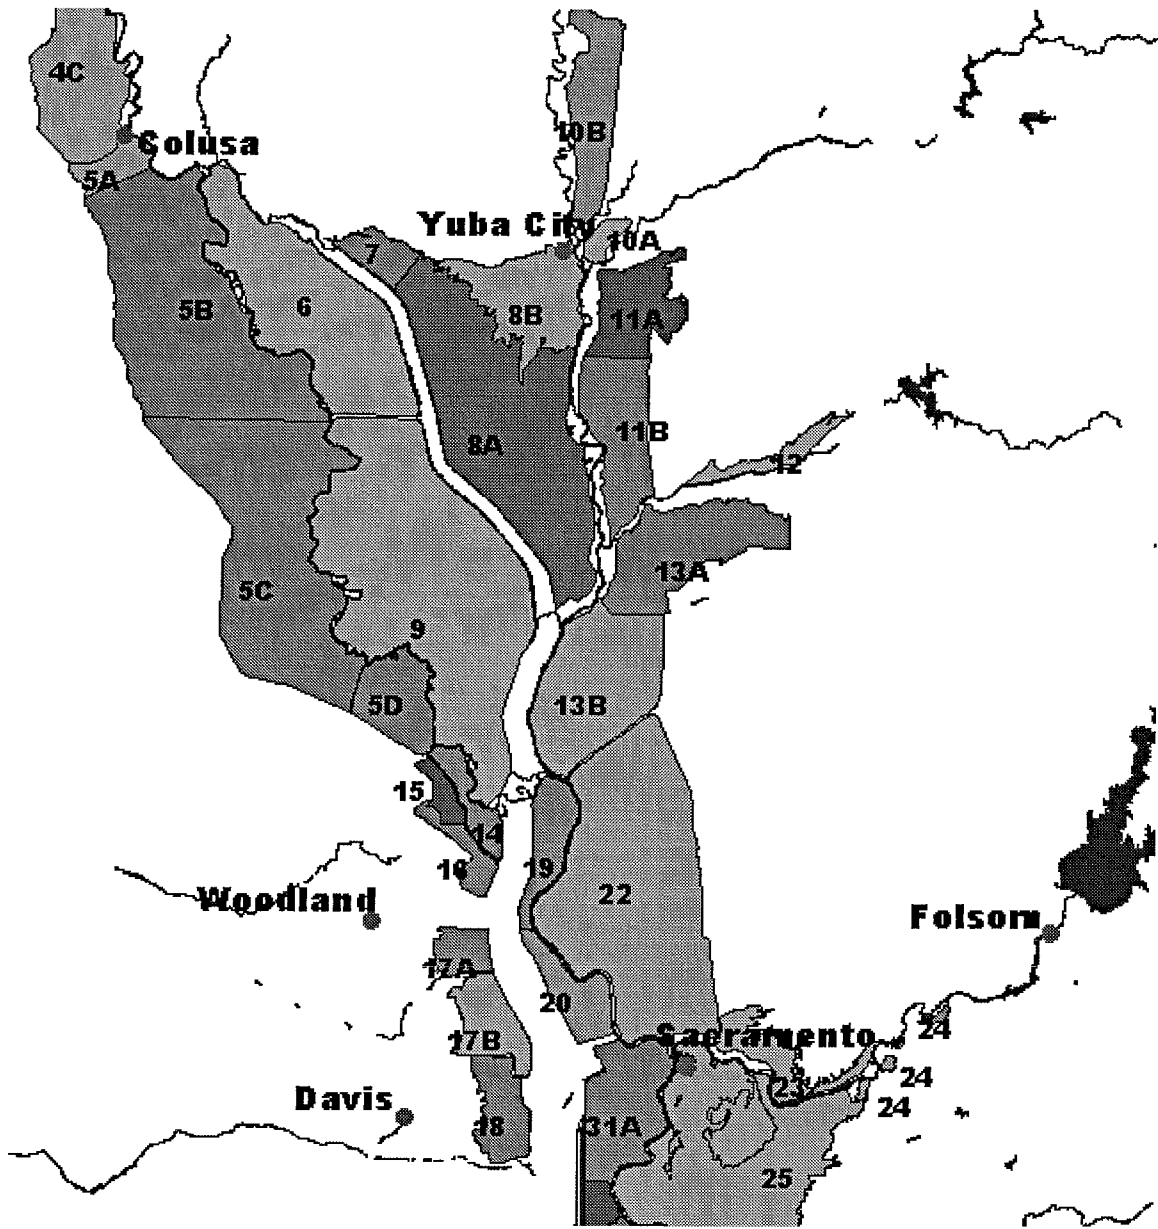 4C
10B
Colusa
5A
Yuba City
10A
7
5B
6
8B
11A
8A
11B
12
5C
13A
9
5D
13B
15
14
16
19
22
Woodland
Folsom
17A
20
17B
Sacramento
24
23
24
24
Davis
18
31A
25